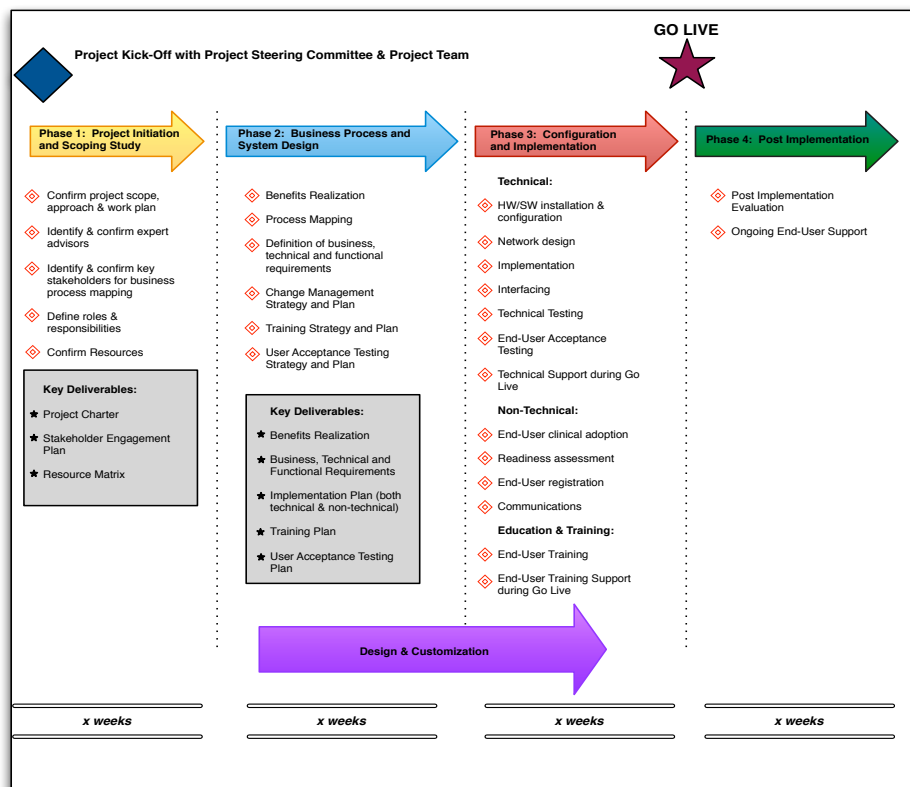 GO LIVE
Project Kick-Off with Project Steering Committee & Project Team
Phase 1: Project Initiation
and Scoping Study
Confirm project scope,
approach & work plan
Identify & confirm expert
advisors
Identify & confirm key
stakeholders for business
process mapping
Define roles &
responsibilities
Confirm Resources
Key Deliverables:
Project Charter
Stakeholder Engagement
Plan
Resource Matrix
Phase 2: Business Process and
System Design
Benefits Realization
Process Mapping
Definition of business,
technical and functional
requirements
Change Management
Strategy and Plan
Training Strategy and Plan
User Acceptance Testing
Strategy and Plan
Key Deliverables:
Benefits Realization
Business, Technical and
Functional Requirements
Implementation Plan (both
technical & non-technical)
Training Plan
User Acceptance Testing
Plan
Phase 3: Configuration
and Implementation
Technical:
HW/SW installation &
configuration
Network design
Implementation
Interfacing
Technical Testing
End-User Acceptance
Testing
Technical Support during Go
Live
Non-Technical:
End-User clinical adoption
Readiness assessment
End-User registration
Communications
Education & Training:
End-User Training
End-User Training Support
during Go Live
Phase 4: Post Implementation
Post Implementation
Evaluation
Ongoing End-User Support
Design & Customization
x weeks
x weeks
x weeks
x weeks